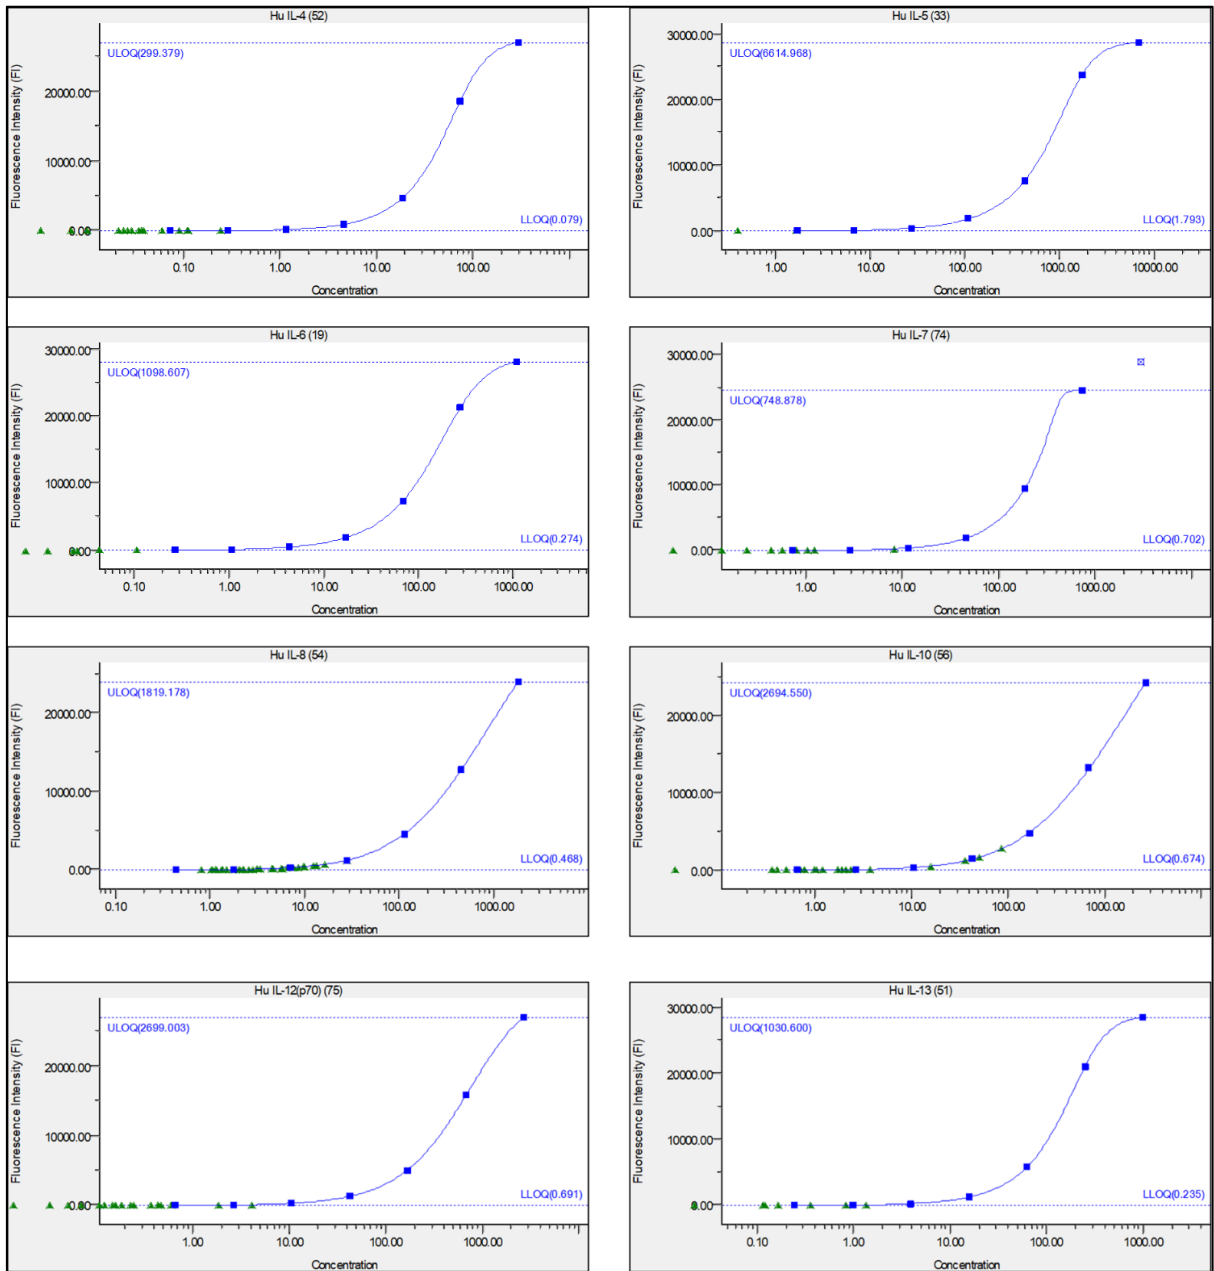 Hu IL-4 (52)
Fluorescence Intensity (FI)
20000.00
10000.00
0.00
ULOQ(299.379)
LLOQ(0.079)
0.10 1.00 10.00 100.00
Concentration
Hu IL-5 (33)
Fluorescence Intensity (FI)
30000.00
20000.00
10000.00
0.00
ULOQ(6614.968)
LLOQ(1.793)
1.00 10.00 100.00 1000.00 10000.00
Concentration
Hu IL-6 (19)
Fluorescence Intensity (FI)
30000.00
20000.00
10000.00
0.00
ULOQ(1098.607)
LLOQ(0.274)
0.10 1.00 10.00 100.00 1000.00
Concentration
Hu IL-7 (74)
Fluorescence Intensity (FI)
30000.00
20000.00
10000.00
0.00
ULOQ(748.878)
LLOQ(0.702)
1.00 10.00 100.00 1000.00
Concentration
Hu IL-8 (54)
Fluorescence Intensity (FI)
20000.00
10000.00
0.00
ULOQ(1819.178)
LLOQ(0.468)
0.10 1.00 10.00 100.00 1000.00
Concentration
Hu IL-10 (56)
Fluorescence Intensity (FI)
20000.00
10000.00
0.00
ULOQ(2694.550)
LLOQ(0.674)
1.00 10.00 100.00 1000.00
Concentration
Hu IL-12(p70) (75)
Fluorescence Intensity (FI)
20000.00
10000.00
0.00
ULOQ(2699.003)
LLOQ(0.691)
1.00 10.00 100.00 1000.00
Concentration
Hu IL-13 (51)
Fluorescence Intensity (FI)
30000.00
20000.00
10000.00
0.00
ULOQ(1030.600)
LLOQ(0.235)
0.10 1.00 10.00 100.00 1000.00
Concentration